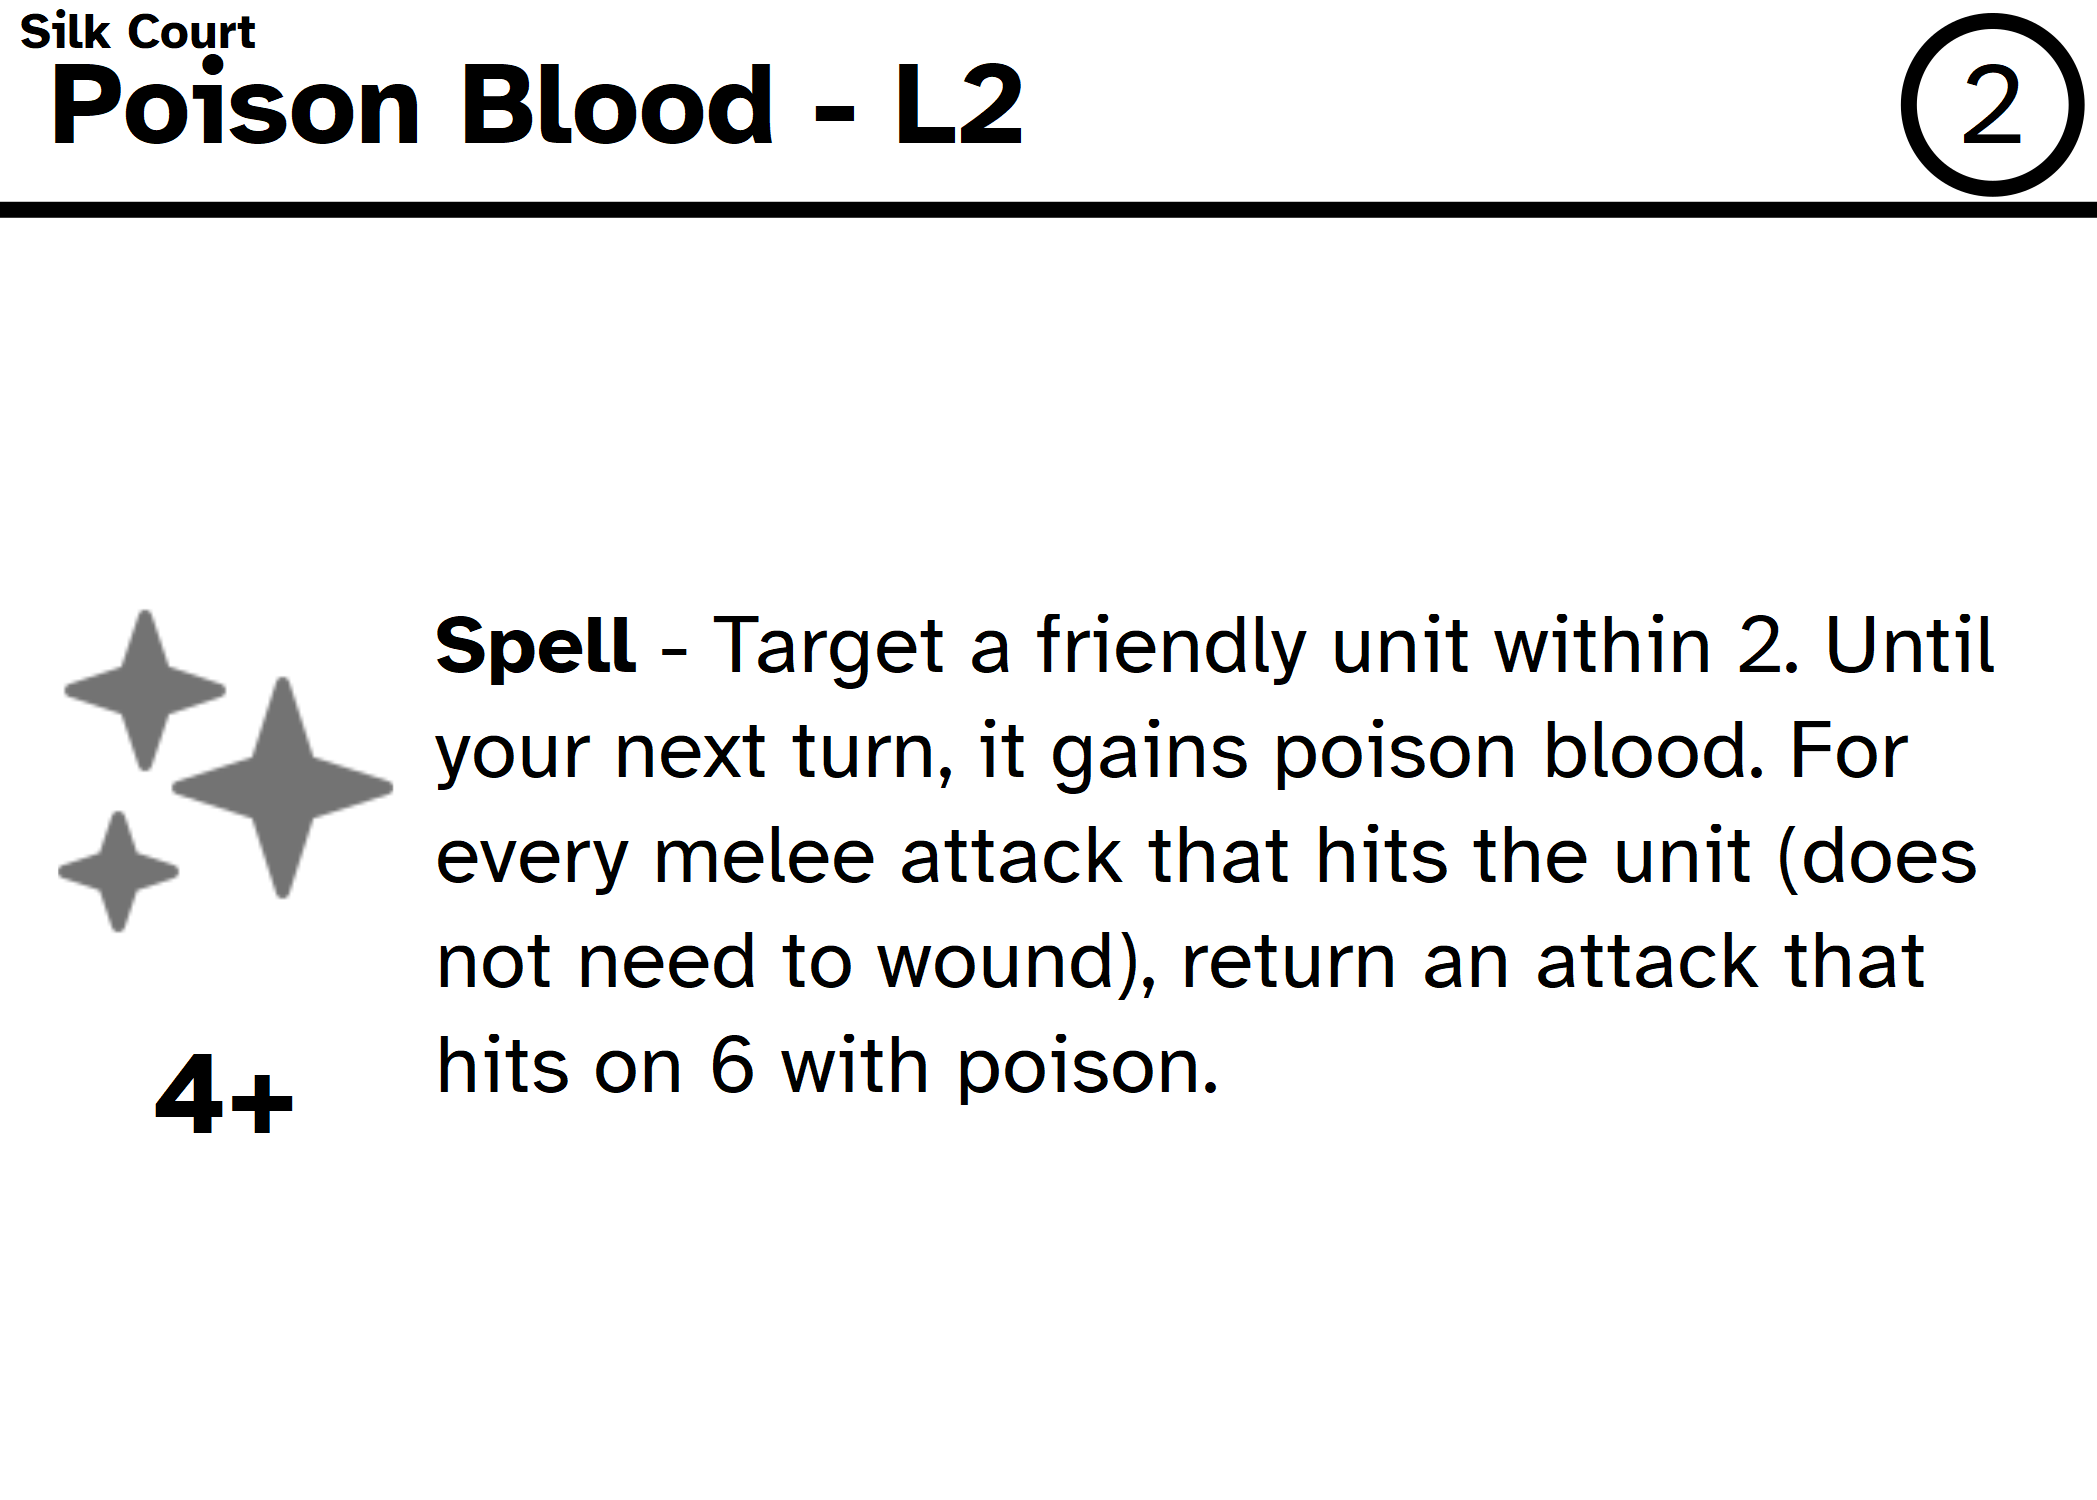 Silk Court
Poison Blood - L2
2
Spell - Target a friendly unit within 2. Until
your next turn, it gains poison blood. For
every melee attack that hits the unit (does
not need to wound), return an attack that
hits on 6 with poison.
4+